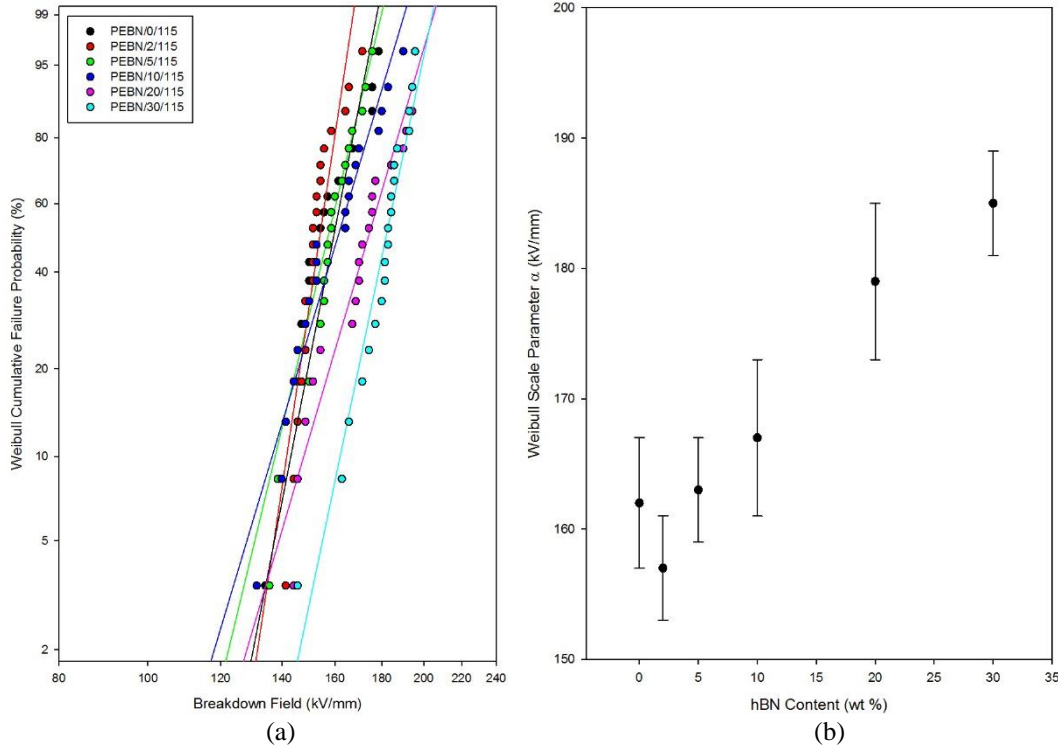 PEBN/0/115
PEBN/2/115
PEBN/5/115
PEBN/10/115
PEBN/20/115
PEBN/30/115
Weibull Cumulative Failure Probability (%)
99
95
80
60
40
20
10
5
2
80 100 120 140 160 180 200 220 240
Breakdown Field (kV/mm)
(a)
Weibull Scale Parameter α (kV/mm)
200
190
180
170
160
150
0 5 10 15 20 25 30 35
hBN Content (wt %)
(b)